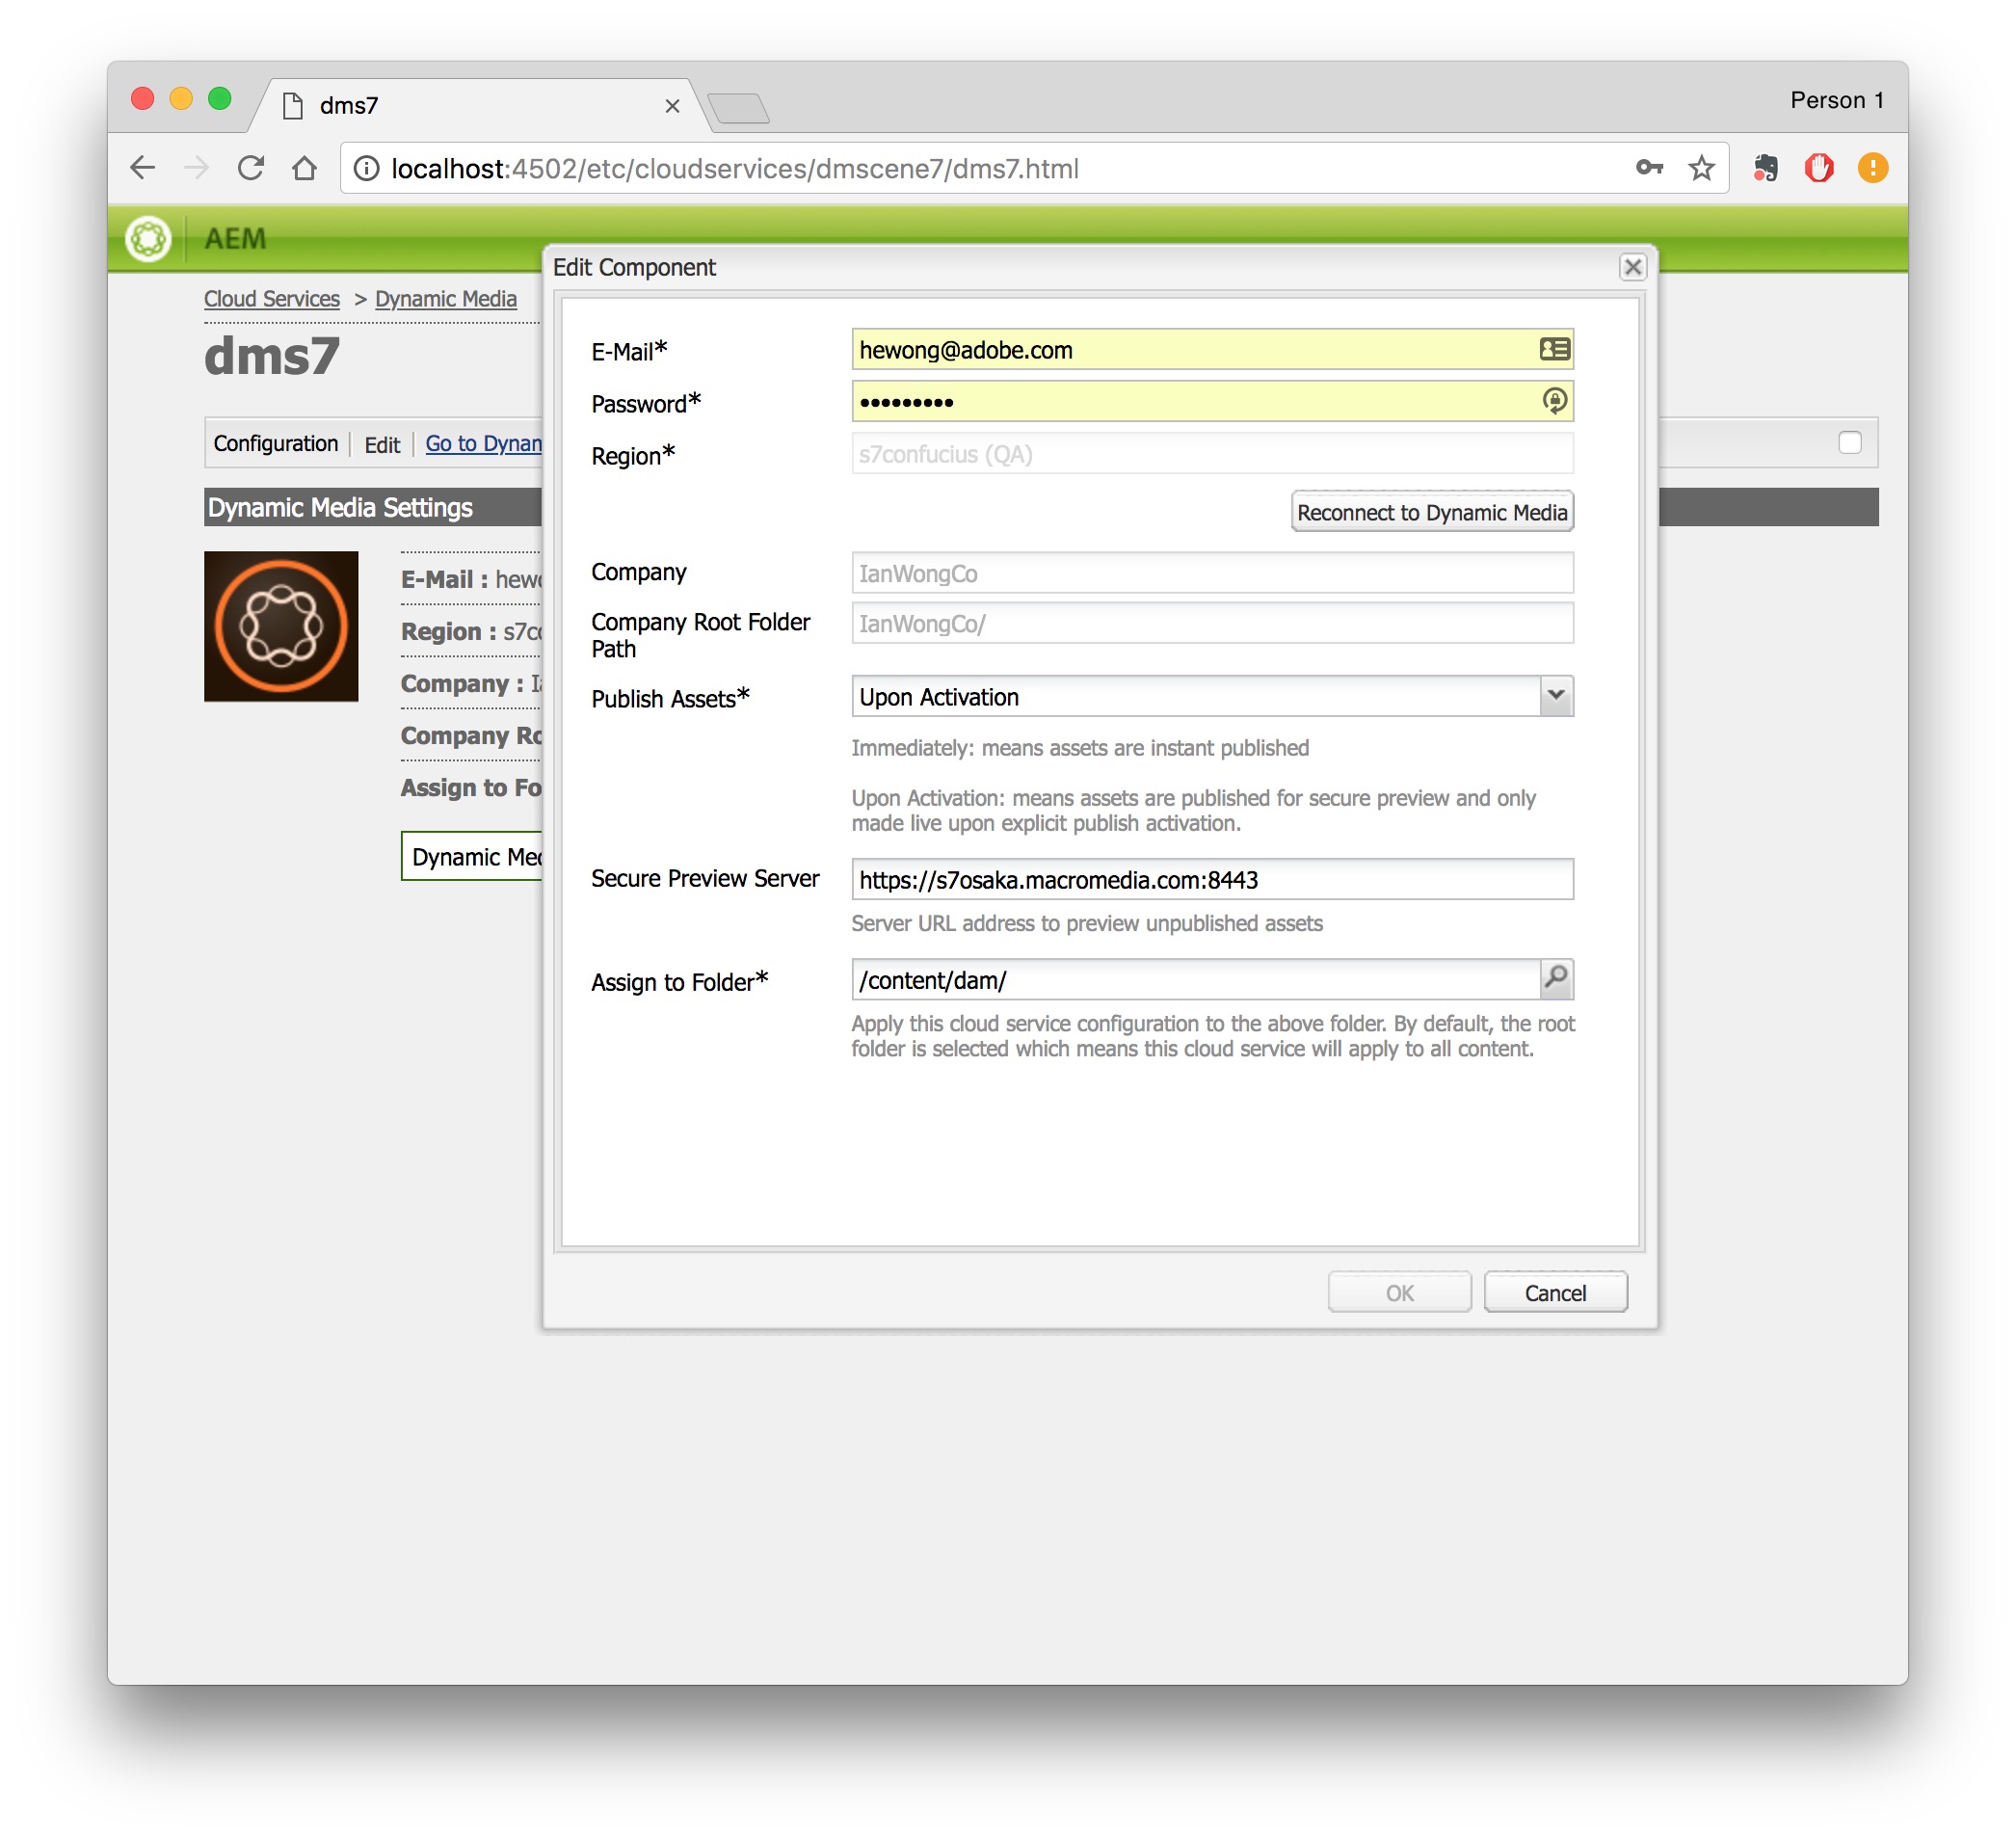 dms7
Person 1
localhost:4502/etc/cloudservices/dmscene7/dms7.html
AEM
Cloud Services > Dynamic Media
dms7
Configuration Edit Go to
Dynamic Media Settings
E-Mail :
Region :
Company :
Company
Assign to
Dynamic
Edit Component
E-Mail*
hewong@adobe.com
Password*
•••••••••
Region*
s7confucius (QA)
Reconnect to Dynamic Media
Company
IanWongCo
Company Root Folder
Path
IanWongCo/
Publish Assets*
Upon Activation
Immediately: means assets are instant published
Upon Activation: means assets are published for secure preview and only
made live upon explicit publish activation.
Secure Preview Server
https://s7osaka.macromedia.com:8443
Server URL address to preview unpublished assets
Assign to Folder*
/content/dam/
Apply this cloud service configuration to the above folder. By default, the root
folder is selected which means this cloud service will apply to all content.
OK
Cancel